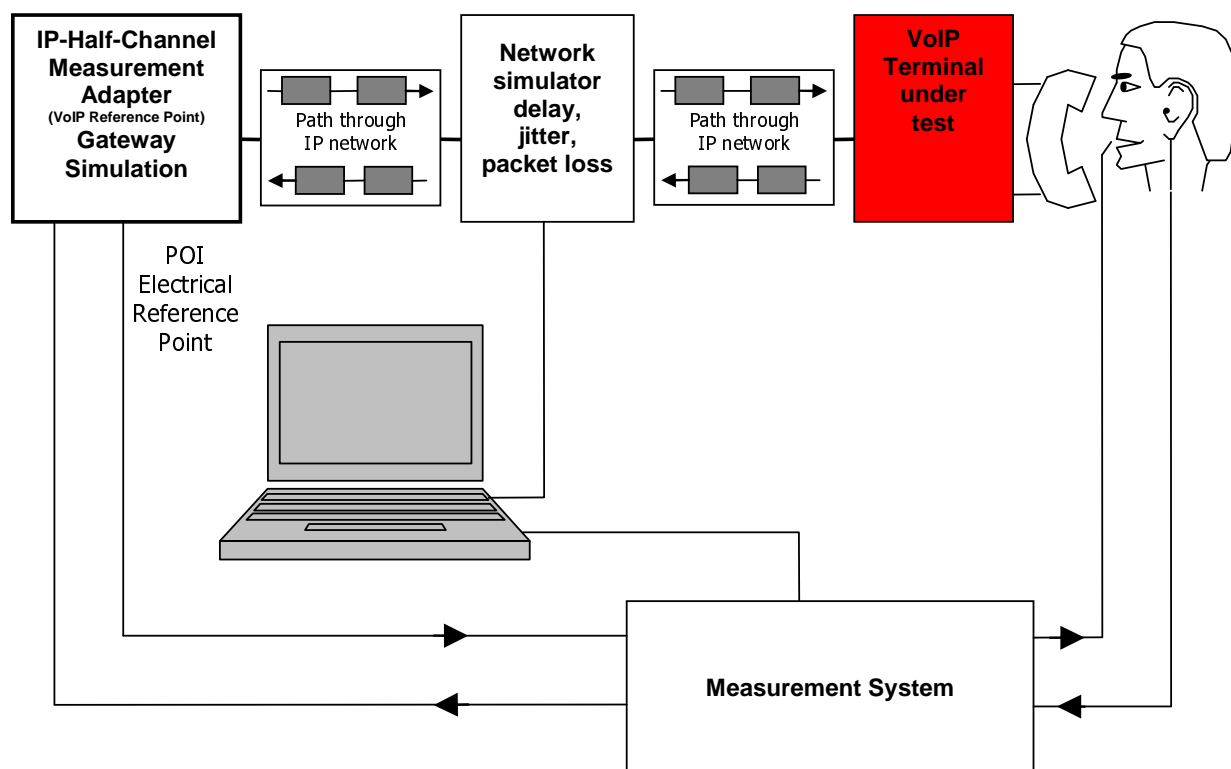 IP-Half-Channel
Measurement
Adapter
(VoIP Reference Point)
Gateway
Simulation
Path through
IP network
Network
simulator
delay,
jitter,
packet loss
Path through
IP network
VoIP
Terminal
under
test
POI
Electrical
Reference
Point
Measurement System